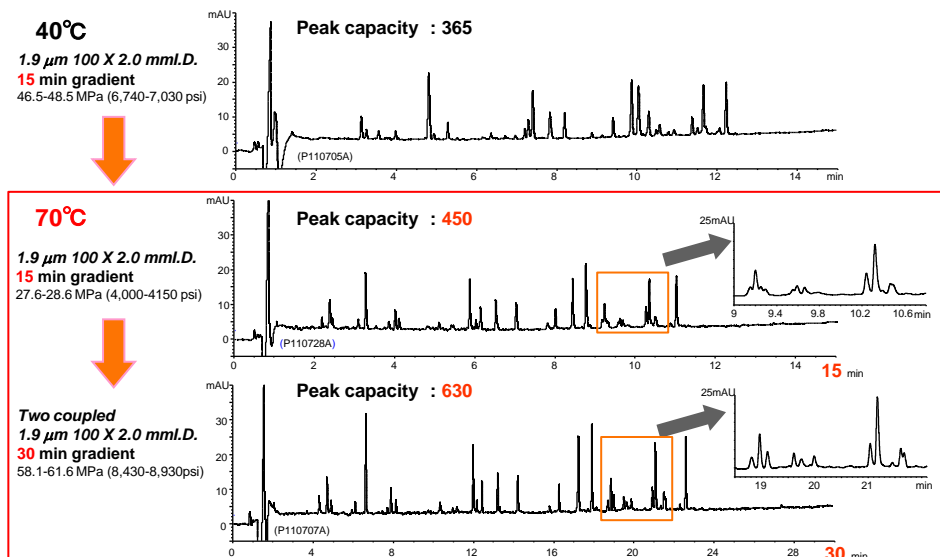 40℃
1.9 μm 100 X 2.0 mmI.D.
15 min gradient
46.5-48.5 MPa (6,740-7,030 psi)
mAU
Peak capacity : 365
30
20
10
0
(P110705A)
0 2 4 6 8 10 12 14 min
70℃
1.9 μm 100 X 2.0 mmI.D.
15 min gradient
27.6-28.6 MPa (4,000-4150 psi)
mAU
Peak capacity : 450
30
20
10
0
(P110728A)
0 2 4 6 8 10 12 14 15 min
25mAU
9 9.4 9.8 10.2 10.6 min
Two coupled
1.9 μm 100 X 2.0 mmI.D.
30 min gradient
58.1-61.6 MPa (8,430-8,930psi)
mAU
Peak capacity : 630
30
20
10
0
(P110707A)
0 4 8 12 16 20 24 28 30 min
25mAU
19 20 21 min